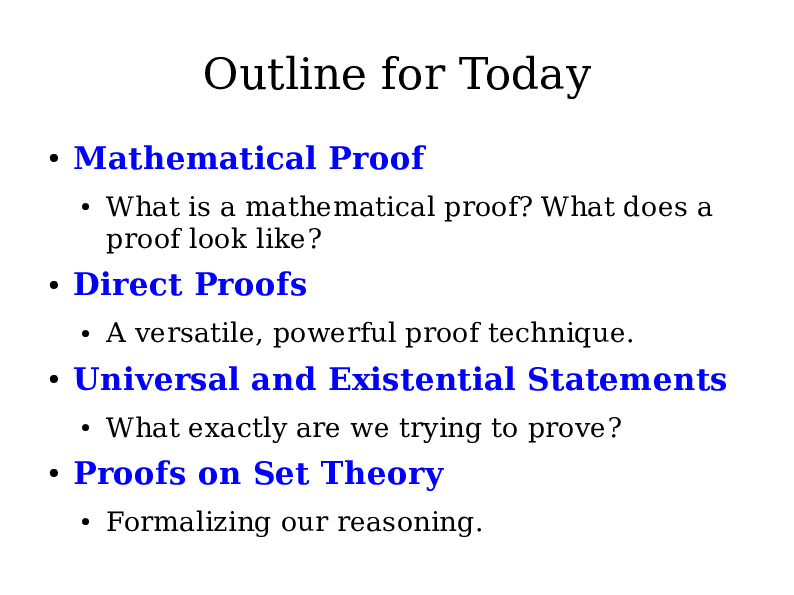 Outline for Today
• Mathematical Proof
• What is a mathematical proof? What does a
proof look like?
• Direct Proofs
• A versatile, powerful proof technique.
• Universal and Existential Statements
• What exactly are we trying to prove?
• Proofs on Set Theory
• Formalizing our reasoning.